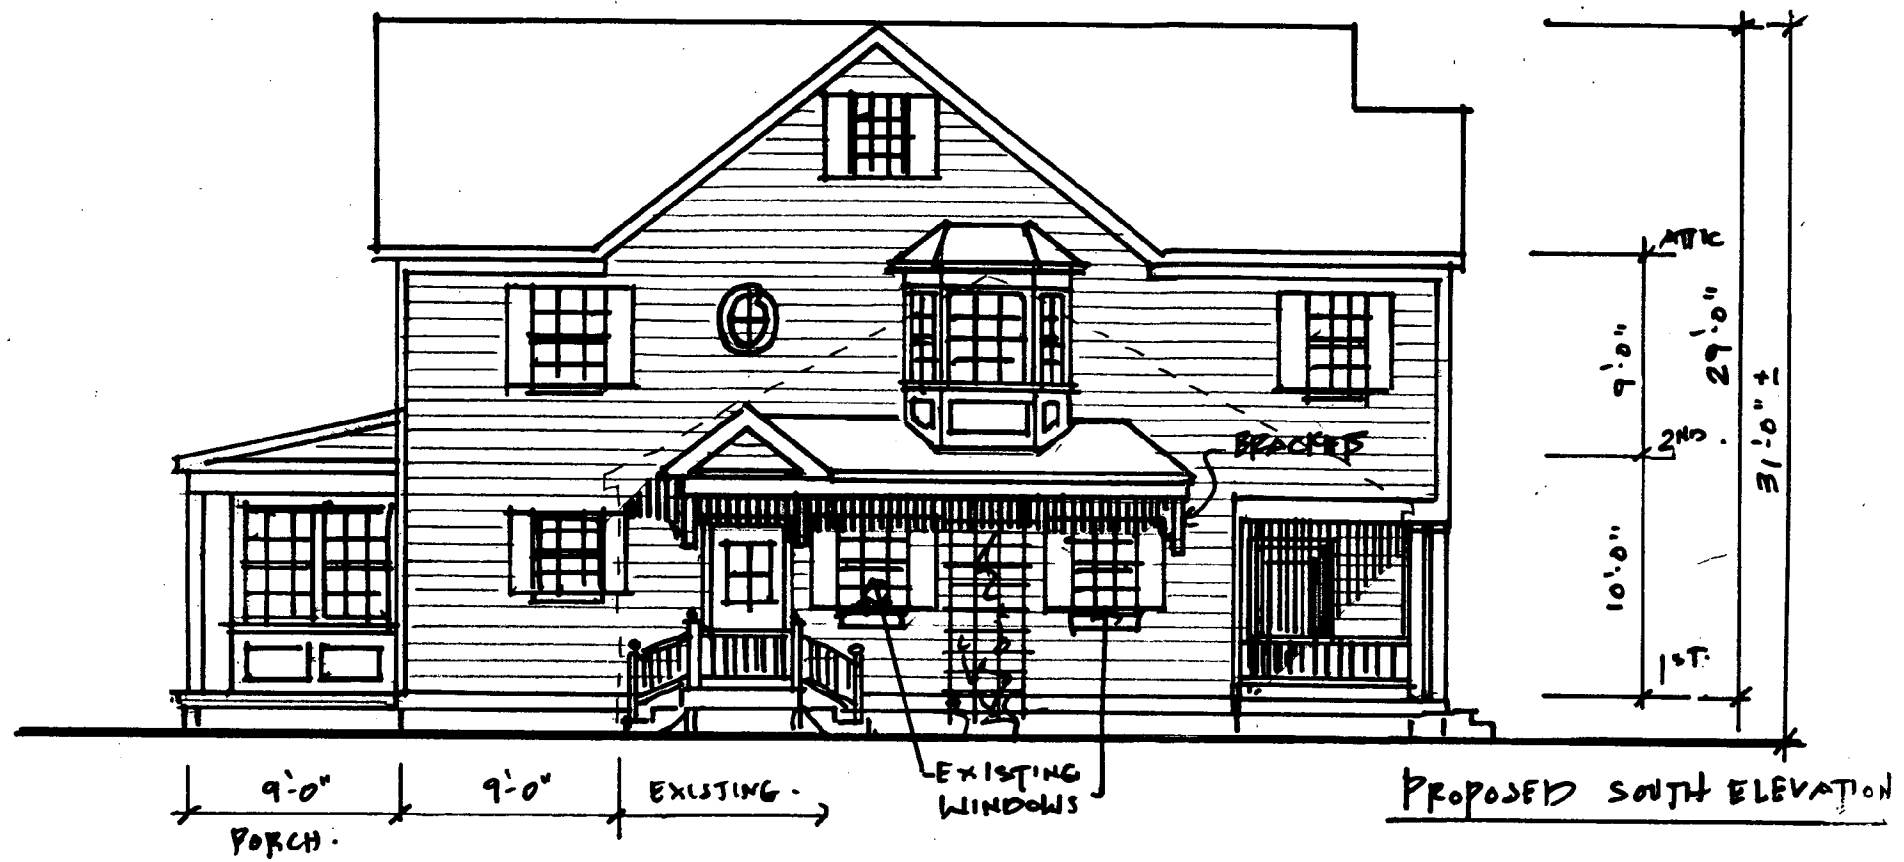 ATTIC
9'-0"
29'-0"
31'-0" ±
2ND
BRACKETS
10'-0"
1ST.
9'-0"
9'-0"
EXISTING.
EXISTING
WINDOWS
PROPOSED SOUTH ELEVATION
PORCH.